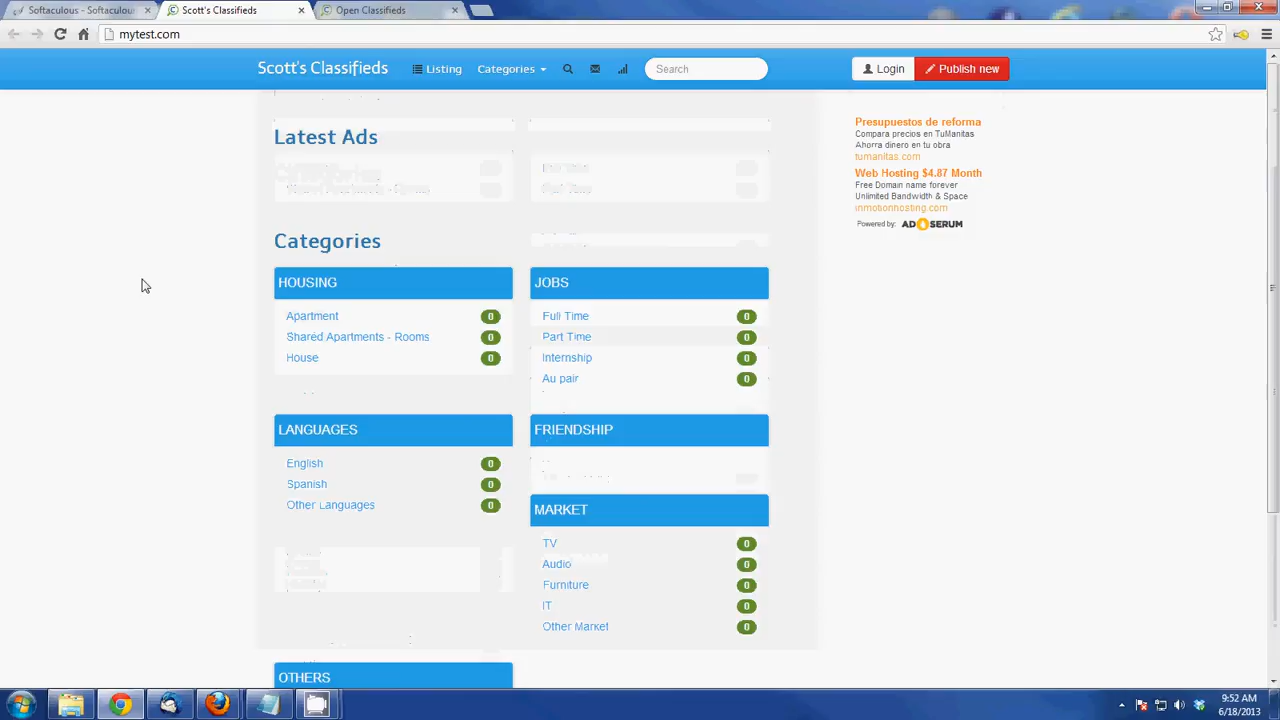 Softaculous - Softaculous
Scott's Classifieds
Open Classifieds
mytest.com
Scott's Classifieds
Listing
Categories
Search
Login
Publish new
Latest Ads
Categories
HOUSING
Apartment 0
Shared Apartments - Rooms 0
House 0
JOBS
Full Time 0
Part Time 0
Internship 0
Au pair 0
LANGUAGES
English 0
Spanish 0
Other Languages 0
FRIENDSHIP
MARKET
TV 0
Audio 0
Furniture 0
IT 0
Other Market 0
OTHERS
Presupuestos de reforma
Compara precios en TuManitas
Ahorra dinero en tu obra
tumanitas.com
Web Hosting $4.87 Month
Free Domain name forever
Unlimited Bandwidth & Space
inmotionhosting.com
Powered by: ADSERUM
9:52 AM
6/18/2013